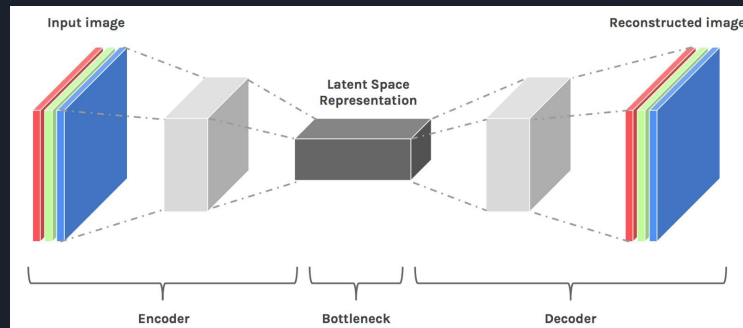 Input image
Reconstructed image
Latent Space
Representation
Encoder
Bottleneck
Decoder